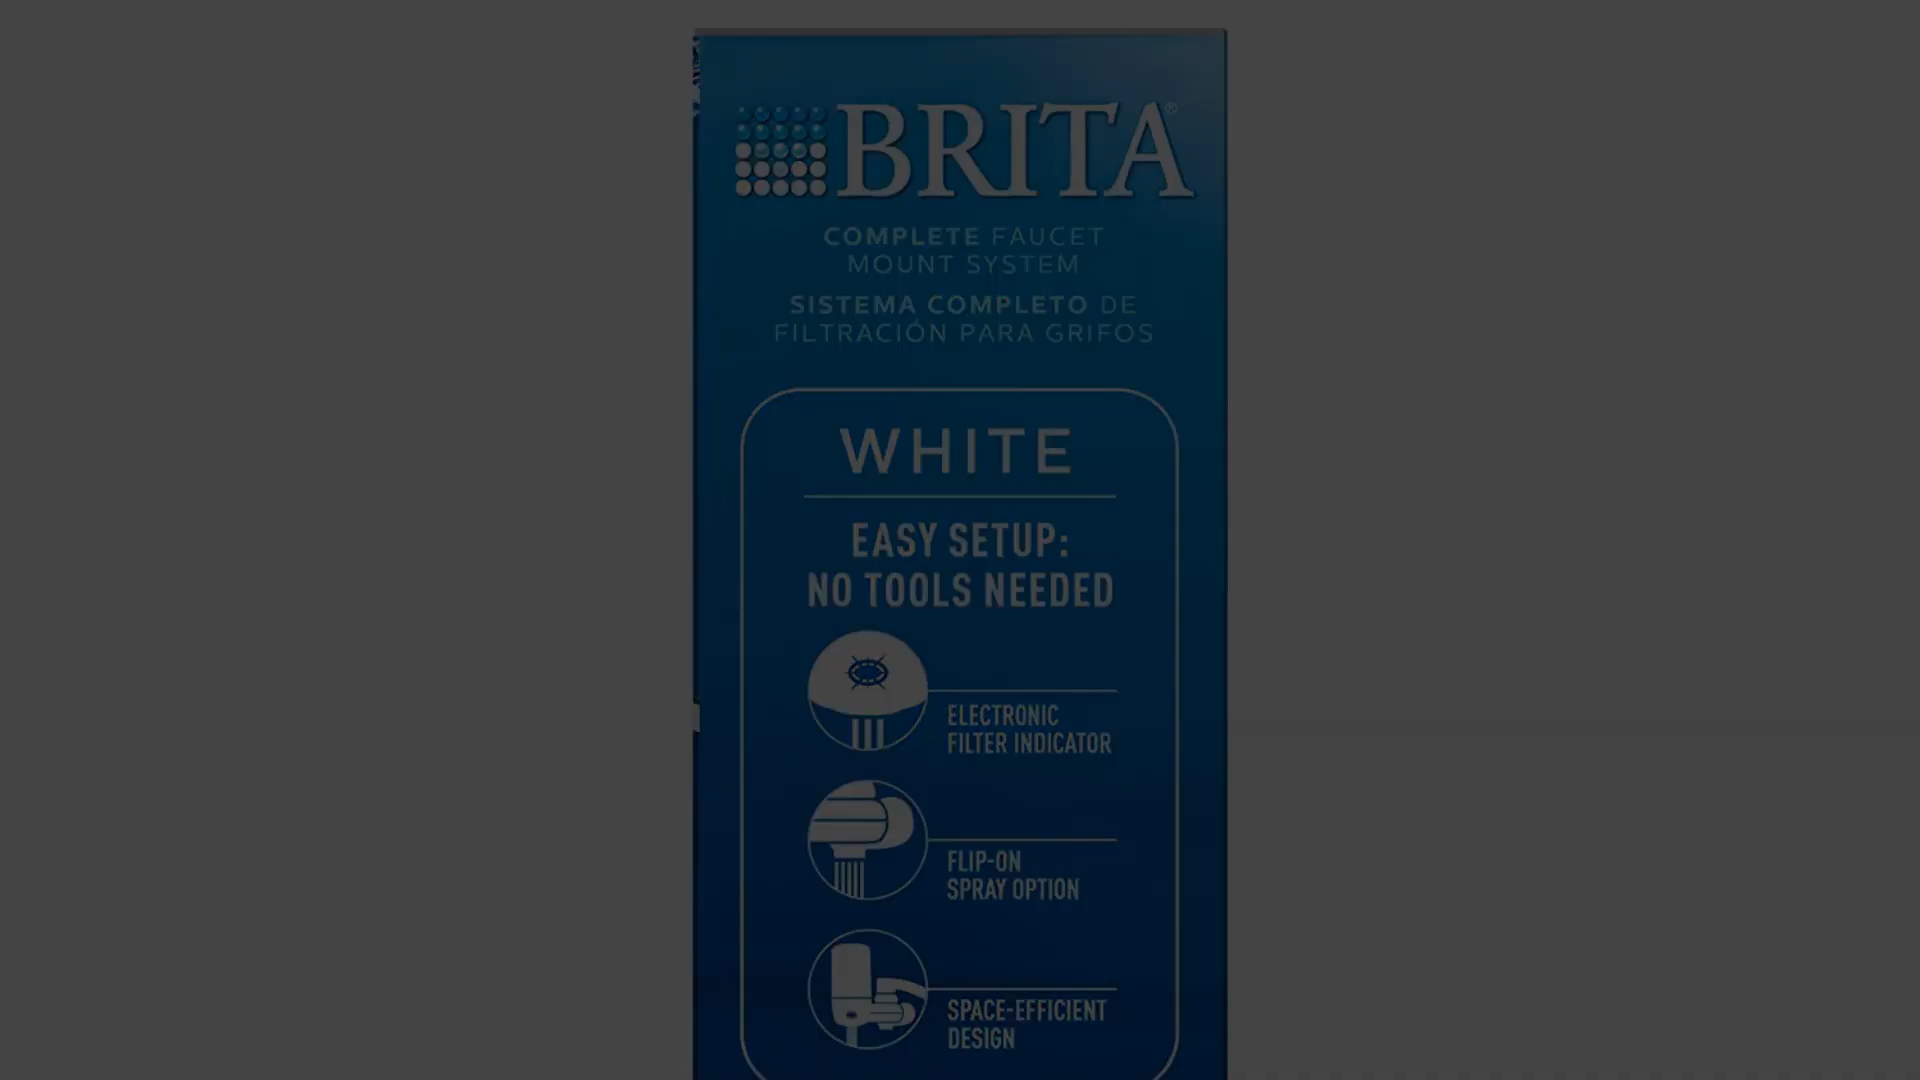 BRITA®
COMPLETE FAUCET
MOUNT SYSTEM
SISTEMA COMPLETO DE
FILTRACIÓN PARA GRIFOS
WHITE
EASY SETUP:
NO TOOLS NEEDED
ELECTRONIC
FILTER INDICATOR
FLIP-ON
SPRAY OPTION
SPACE-EFFICIENT
DESIGN